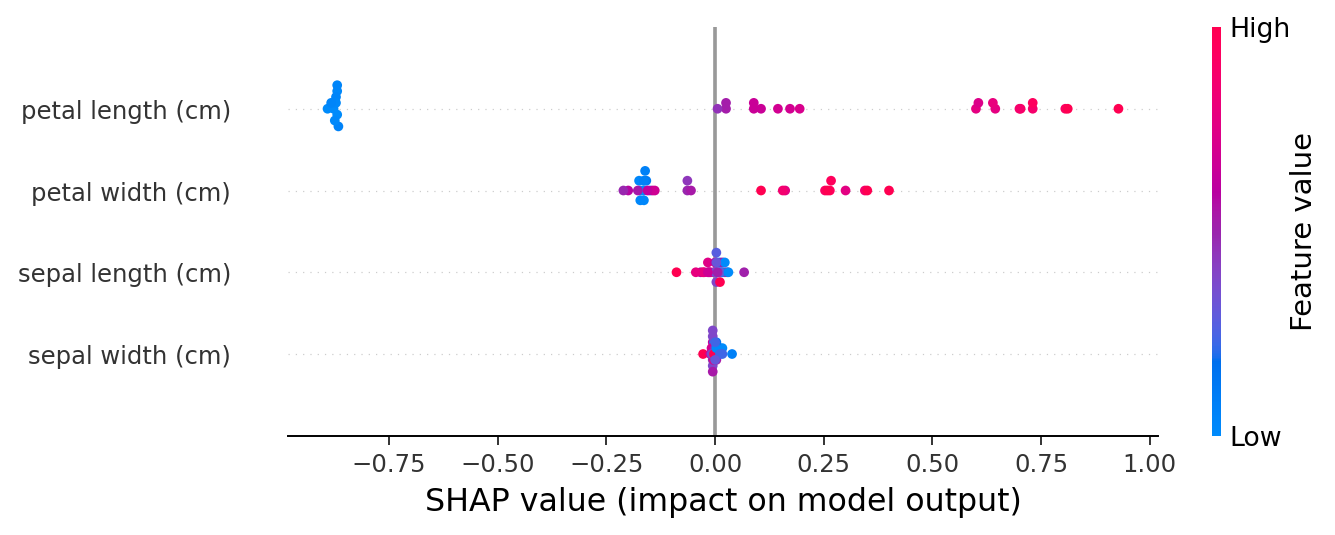 High
petal length (cm)
petal width (cm)
sepal length (cm)
sepal width (cm)
Feature value
Low
−0.75 −0.50 −0.25 0.00 0.25 0.50 0.75 1.00
SHAP value (impact on model output)